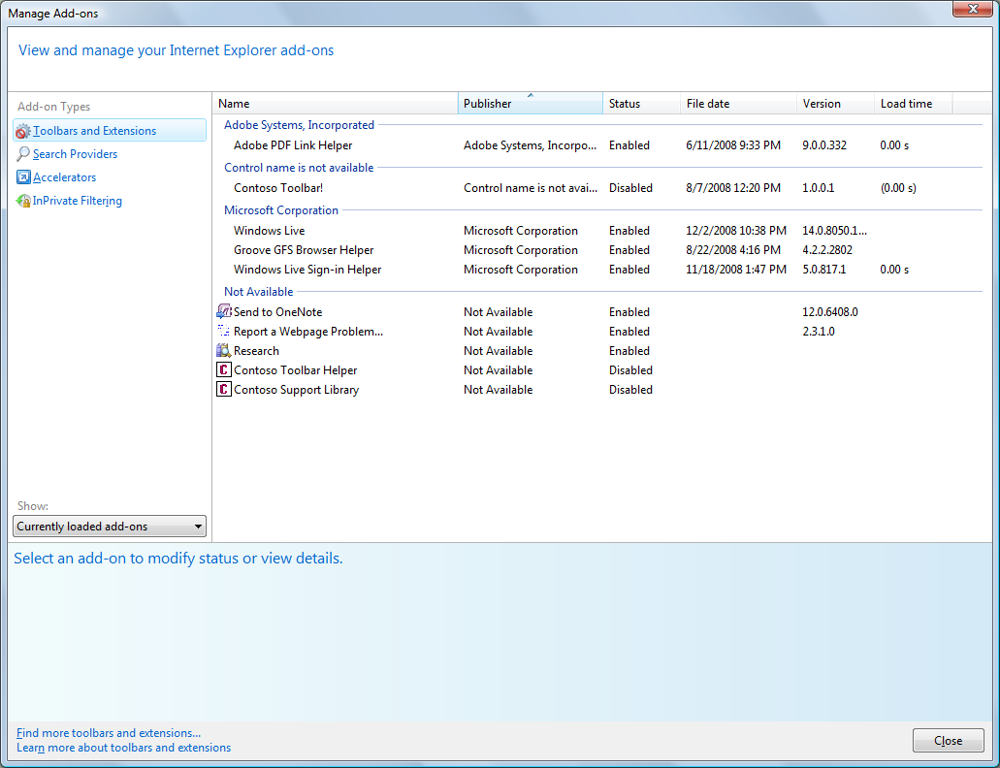 Manage Add-ons
View and manage your Internet Explorer add-ons
Add-on Types
Toolbars and Extensions
Search Providers
Accelerators
InPrivate Filtering
Show:
Currently loaded add-ons
Name Publisher Status File date Version Load time
Adobe Systems, Incorporated
Adobe PDF Link Helper Adobe Systems, Incorpo... Enabled 6/11/2008 9:33 PM 9.0.0.332 0.00 s
Control name is not available
Contoso Toolbar! Control name is not avai... Disabled 8/7/2008 12:20 PM 1.0.0.1 (0.00 s)
Microsoft Corporation
Windows Live Microsoft Corporation Enabled 12/2/2008 10:38 PM 14.0.8050.1...
Groove GFS Browser Helper Microsoft Corporation Enabled 8/22/2008 4:16 PM 4.2.2.2802
Windows Live Sign-in Helper Microsoft Corporation Enabled 11/18/2008 1:47 PM 5.0.817.1 0.00 s
Not Available
Send to OneNote Not Available Enabled 12.0.6408.0
Report a Webpage Problem... Not Available Enabled 2.3.1.0
Research Not Available Enabled
C Contoso Toolbar Helper Not Available Disabled
C Contoso Support Library Not Available Disabled
Select an add-on to modify status or view details.
Find more toolbars and extensions...
Learn more about toolbars and extensions
Close